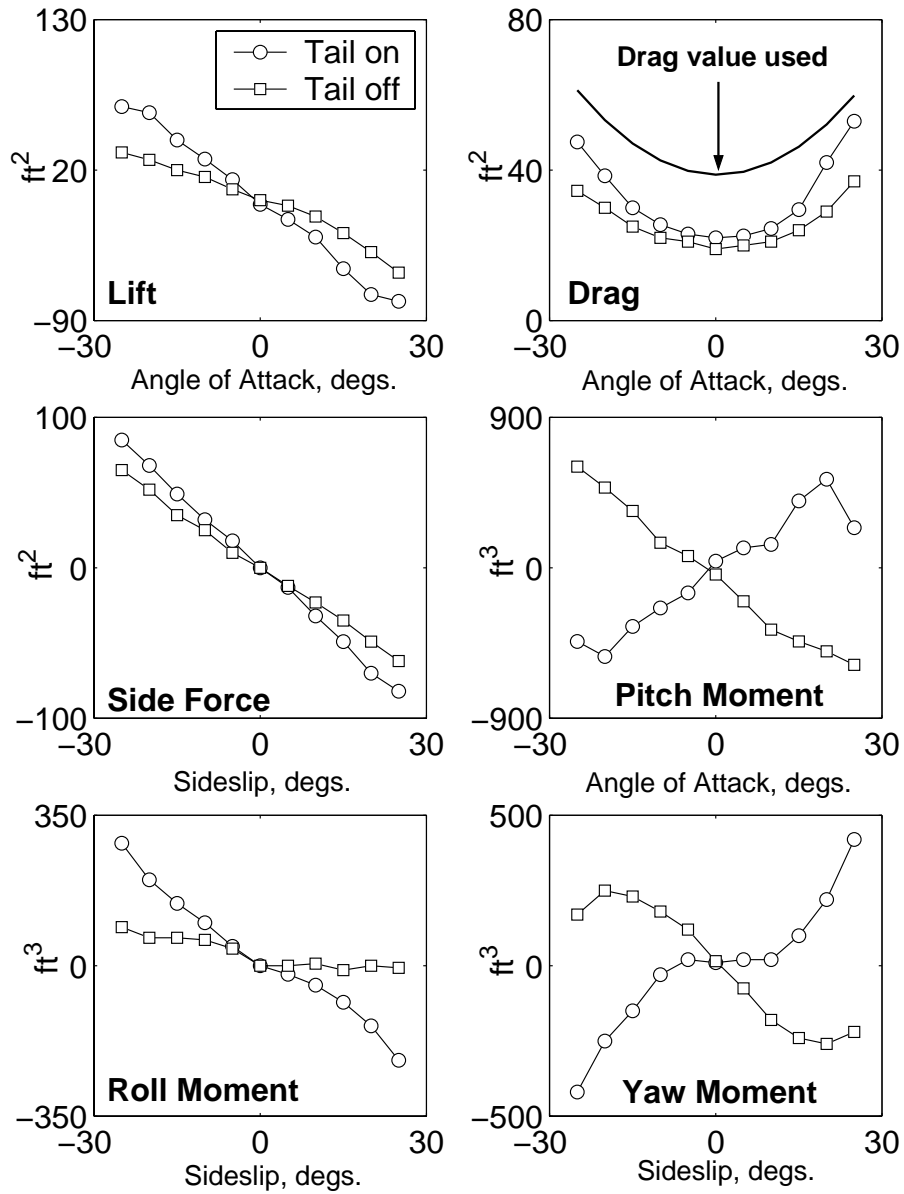 130
20
−90
ft2
Tail on
Tail off
Lift
−30
0
30
Angle of Attack, degs.
80
40
0
ft2
Drag value used
Drag
−30
0
30
Angle of Attack, degs.
100
0
−100
ft2
Side Force
−30
0
30
Sideslip, degs.
900
0
−900
ft3
Pitch Moment
−30
0
30
Angle of Attack, degs.
350
0
−350
ft3
Roll Moment
−30
0
30
Sideslip, degs.
500
0
−500
ft3
Yaw Moment
−30
0
30
Sideslip, degs.